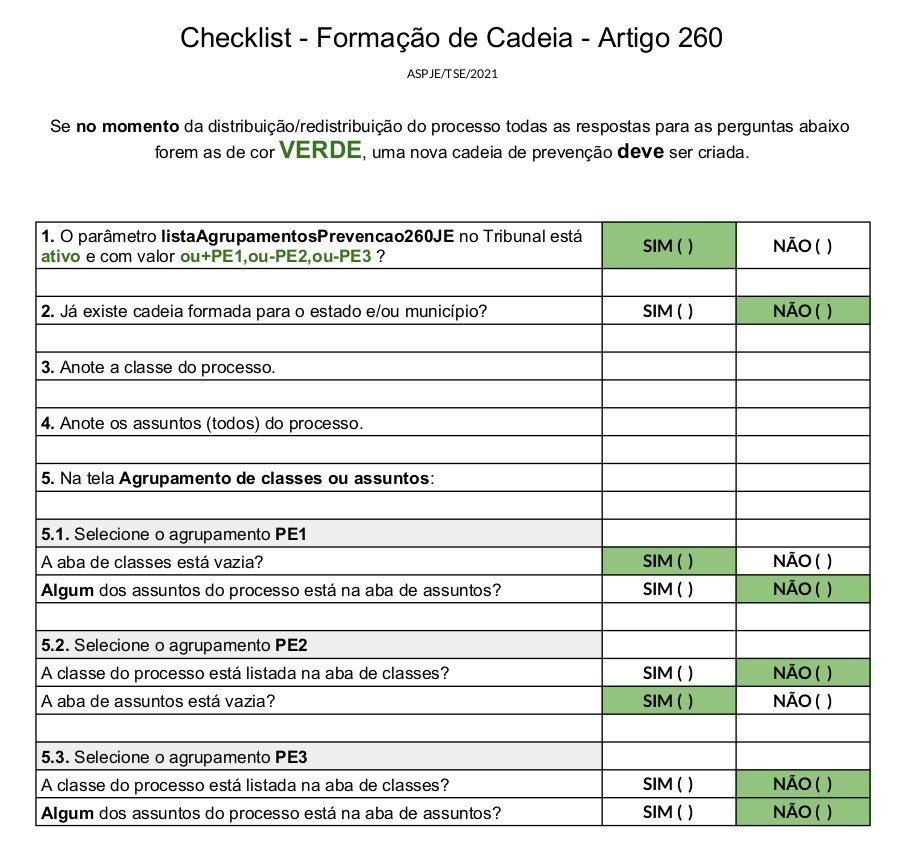 Checklist - Formação de Cadeia - Artigo 260
ASPJE/TSE/2021
Se no momento da distribuição/redistribuição do processo todas as respostas para as perguntas abaixo
forem as de cor VERDE, uma nova cadeia de prevenção deve ser criada.
1. O parâmetro listaAgrupamentosPrevencao260JE no Tribunal está
ativo e com valor ou+PE1,ou-PE2,ou-PE3 ?
SIM ( )
NÃO ( )
2. Já existe cadeia formada para o estado e/ou município?
SIM ( )
NÃO ( )
3. Anote a classe do processo.
4. Anote os assuntos (todos) do processo.
5. Na tela Agrupamento de classes ou assuntos:
5.1. Selecione o agrupamento PE1
A aba de classes está vazia?
SIM ( )
NÃO ( )
Algum dos assuntos do processo está na aba de assuntos?
SIM ( )
NÃO ( )
5.2. Selecione o agrupamento PE2
A classe do processo está listada na aba de classes?
SIM ( )
NÃO ( )
A aba de assuntos está vazia?
SIM ( )
NÃO ( )
5.3. Selecione o agrupamento PE3
A classe do processo está listada na aba de classes?
SIM ( )
NÃO ( )
Algum dos assuntos do processo está na aba de assuntos?
SIM ( )
NÃO ( )